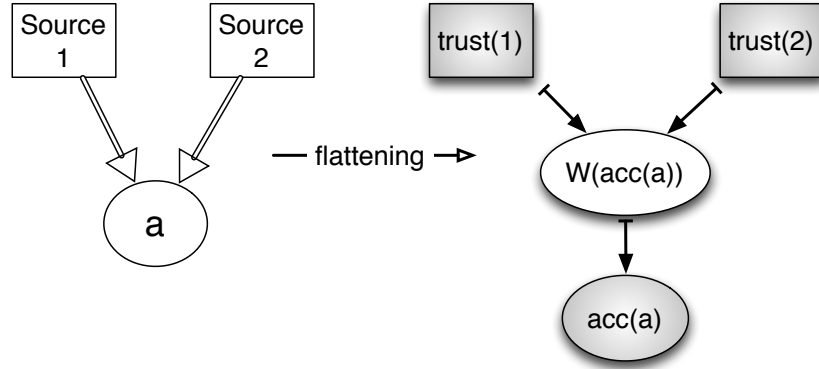 Source
1
Source
2
a
flattening
trust(1)
trust(2)
W(acc(a))
acc(a)